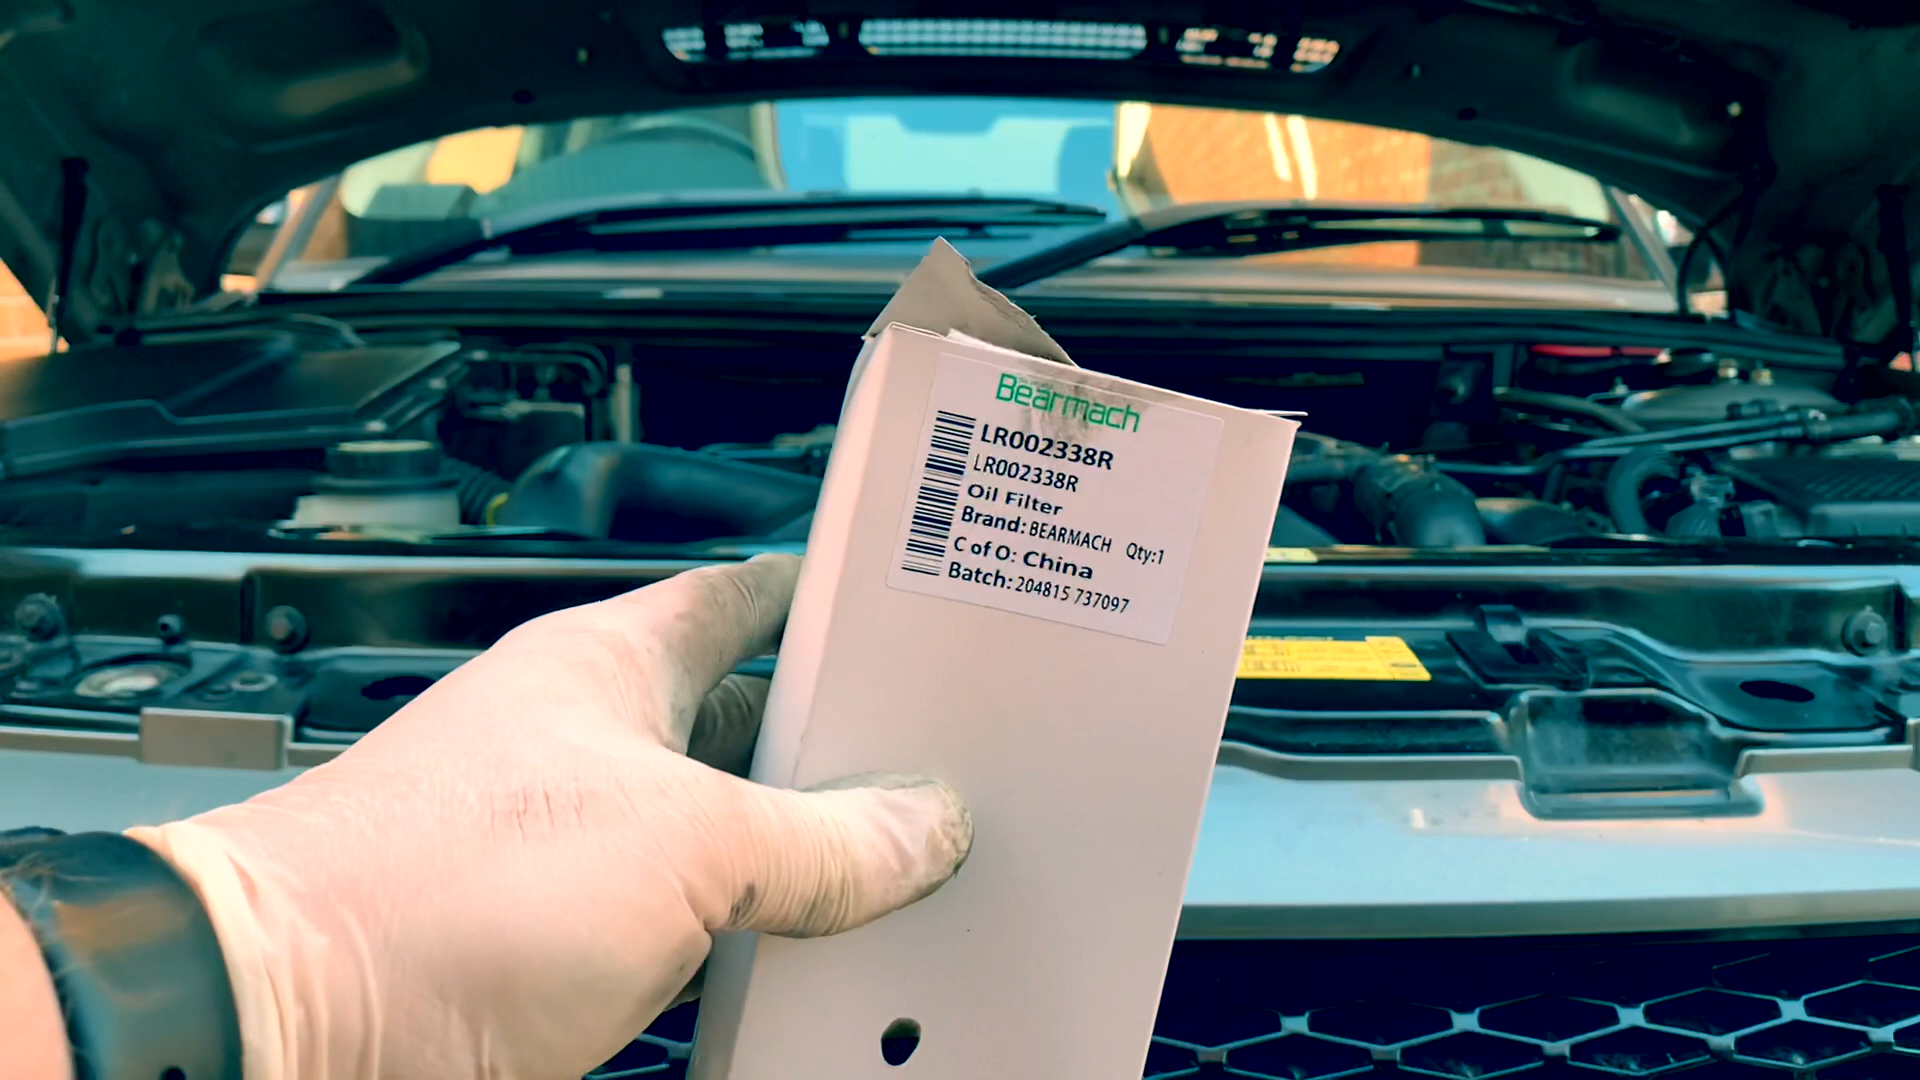 Bearmach
LR002338R
LR002338R
Oil Filter
Brand: BEARMACH Qty:1
C of O: China
Batch: 204815 737097